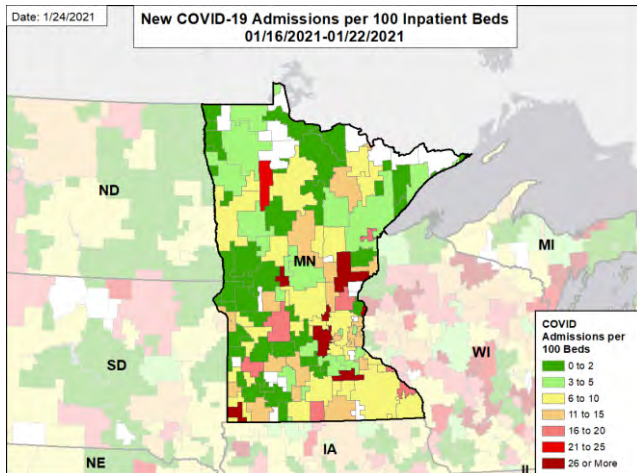 Date: 1/24/2021
New COVID-19 Admissions per 100 Inpatient Beds
01/16/2021-01/22/2021
ND
MN
MI
SD
WI
NE
IA
IL
COVID
Admissions per
100 Beds
0 to 2
3 to 5
6 to 10
11 to 15
16 to 20
21 to 25
26 or More